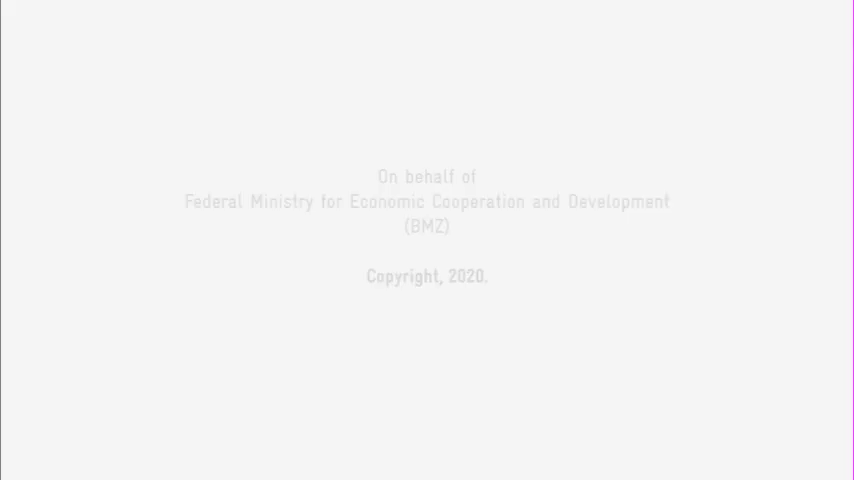 On behalf of
Federal Ministry for Economic Cooperation and Development
(BMZ)
Copyright, 2020.